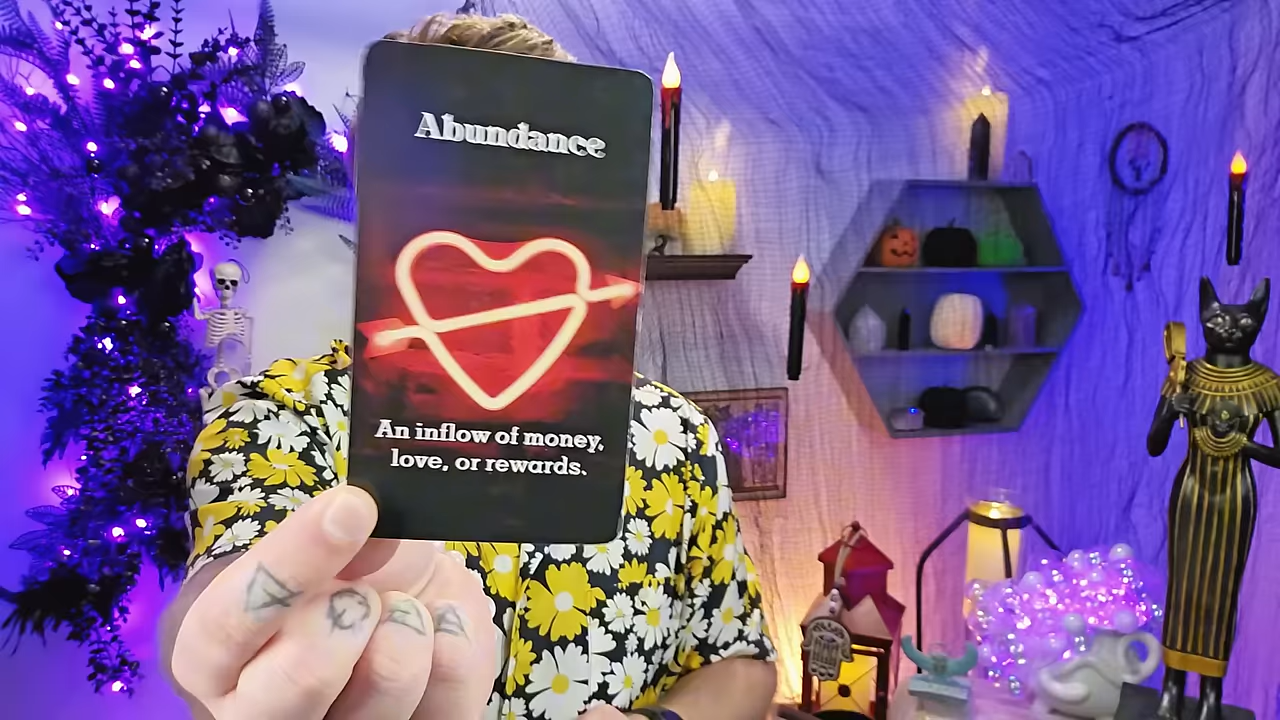 Abundance
An inflow of money,
love, or rewards.